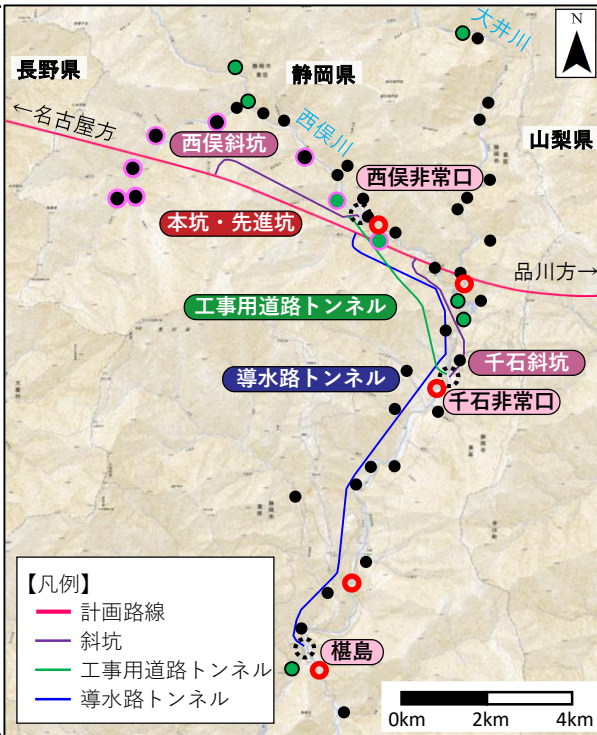 大井川
N
長野県
静岡県
←名古屋方
西俣川
山梨県
西俣斜坑
西俣非常口
本坑・先進坑
品川方→
工事用道路トンネル
千石斜坑
導水路トンネル
千石非常口
【凡例】
計画路線
斜坑
工事用道路トンネル
導水路トンネル
椹島
0km
2km
4km